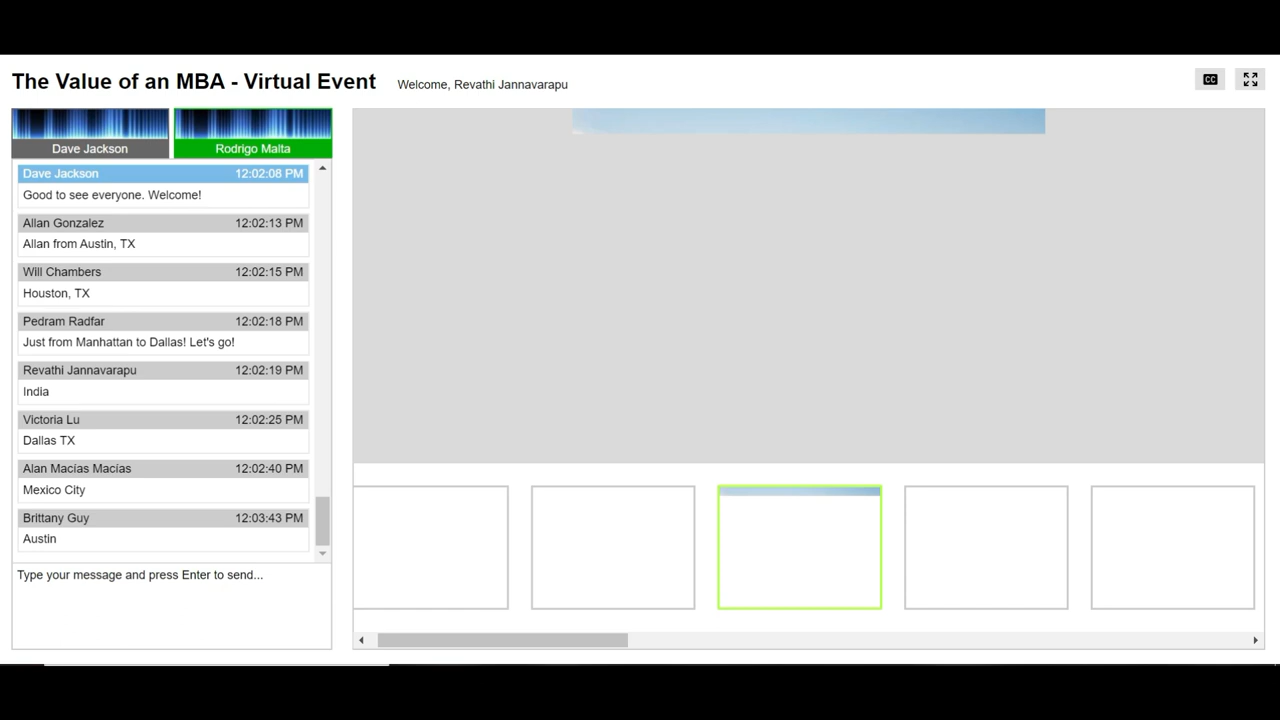 The Value of an MBA - Virtual Event
Welcome, Revathi Jannavarapu
CC
Dave Jackson
Rodrigo Malta
Dave Jackson 12:02:08 PM
Good to see everyone. Welcome!
Allan Gonzalez 12:02:13 PM
Allan from Austin, TX
Will Chambers 12:02:15 PM
Houston, TX
Pedram Radfar 12:02:18 PM
Just from Manhattan to Dallas! Let's go!
Revathi Jannavarapu 12:02:19 PM
India
Victoria Lu 12:02:25 PM
Dallas TX
Alan Macías Macías 12:02:40 PM
Mexico City
Brittany Guy 12:03:43 PM
Austin
Type your message and press Enter to send...